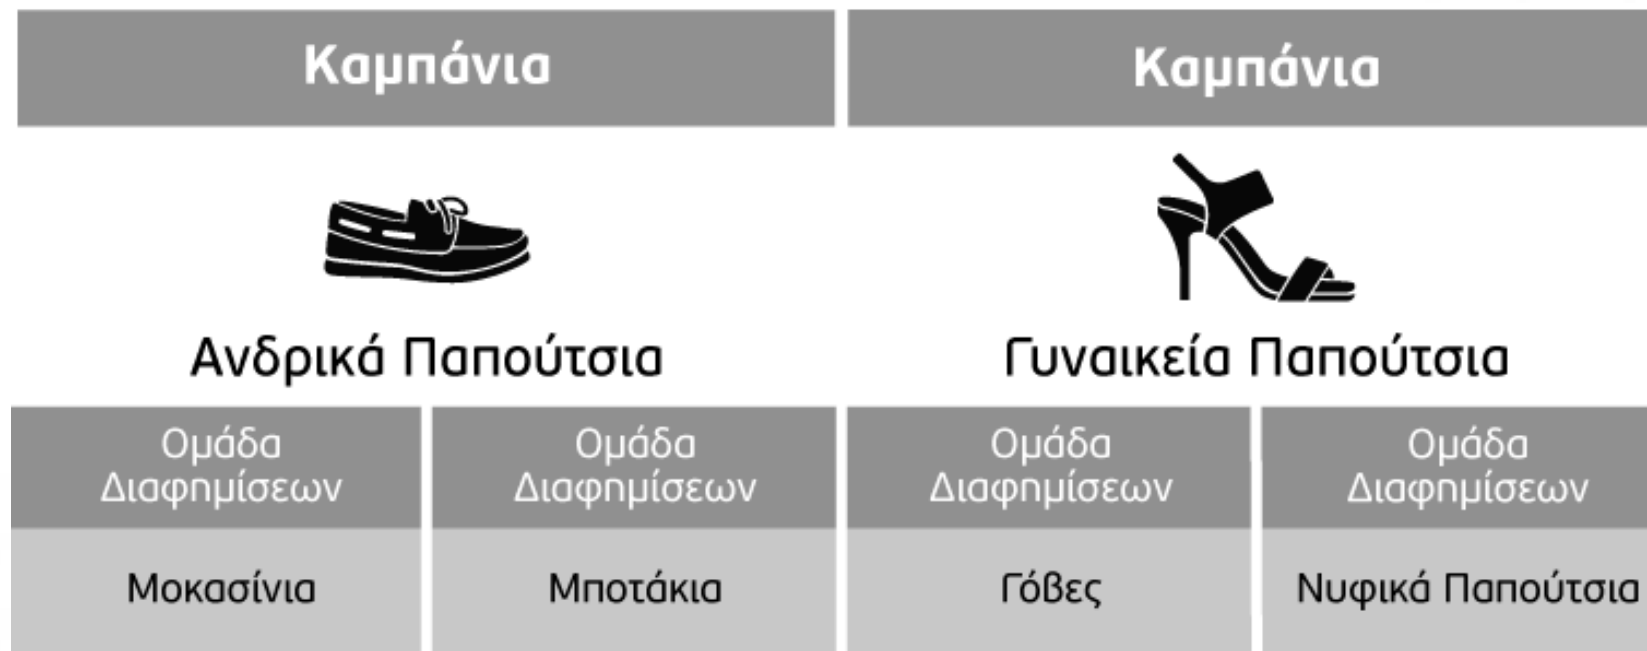 Καμπάνια
Καμπάνια
Ανδρικά Παπούτσια
Γυναικεία Παπούτσια
Ομάδα
Διαφημίσεων
Ομάδα
Διαφημίσεων
Ομάδα
Διαφημίσεων
Ομάδα
Διαφημίσεων
Μοκασίνια
Μποτάκια
Γόβες
Νυφικά Παπούτσια